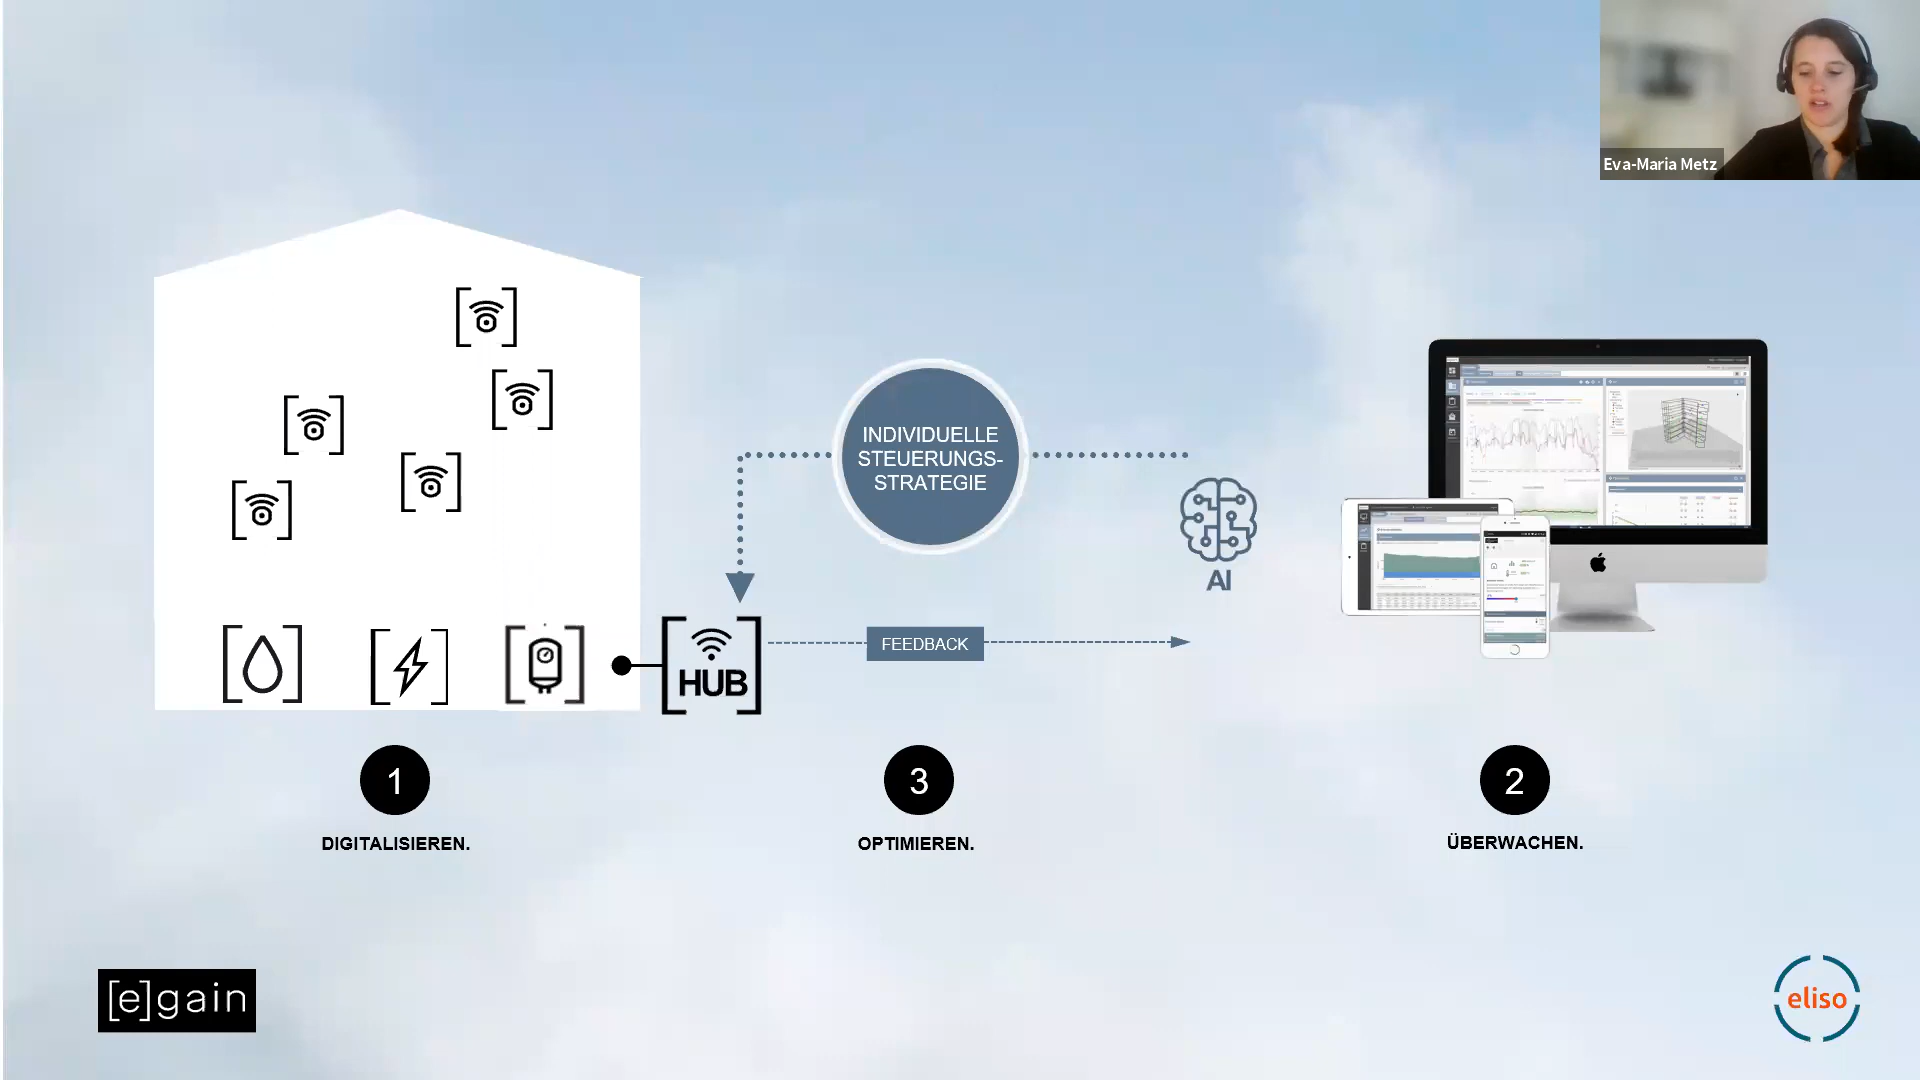 Eva-Maria Metz
INDIVIDUELLE
STEUERUNGS-
STRATEGIE
AI
HUB
FEEDBACK
1
3
2
DIGITALISIEREN.
OPTIMIEREN.
ÜBERWACHEN.
[e]gain
eliso